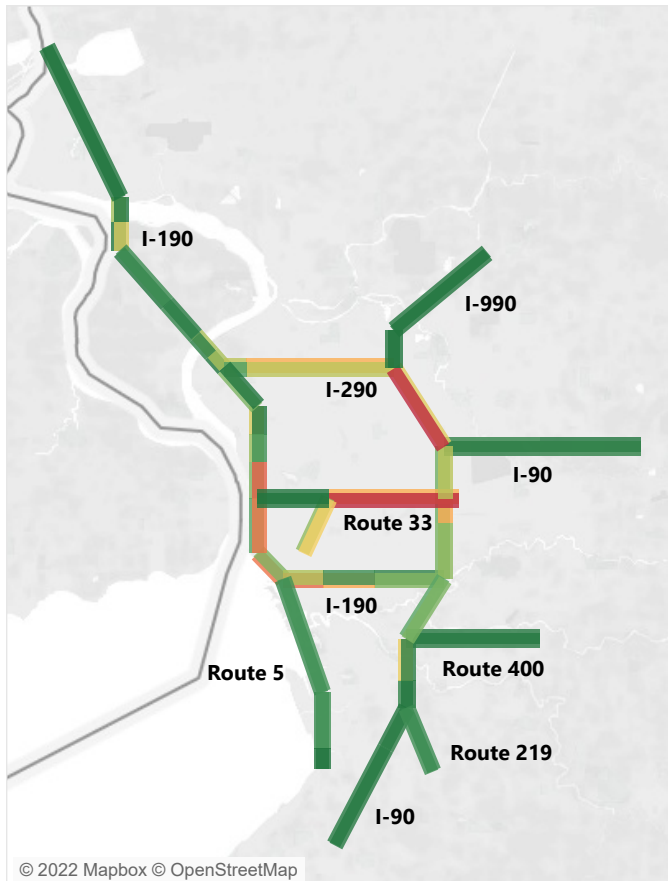 I-190
I-990
I-290
I-90
Route 33
I-190
Route 400
Route 5
Route 219
I-90
© 2022 Mapbox © OpenStreetMap